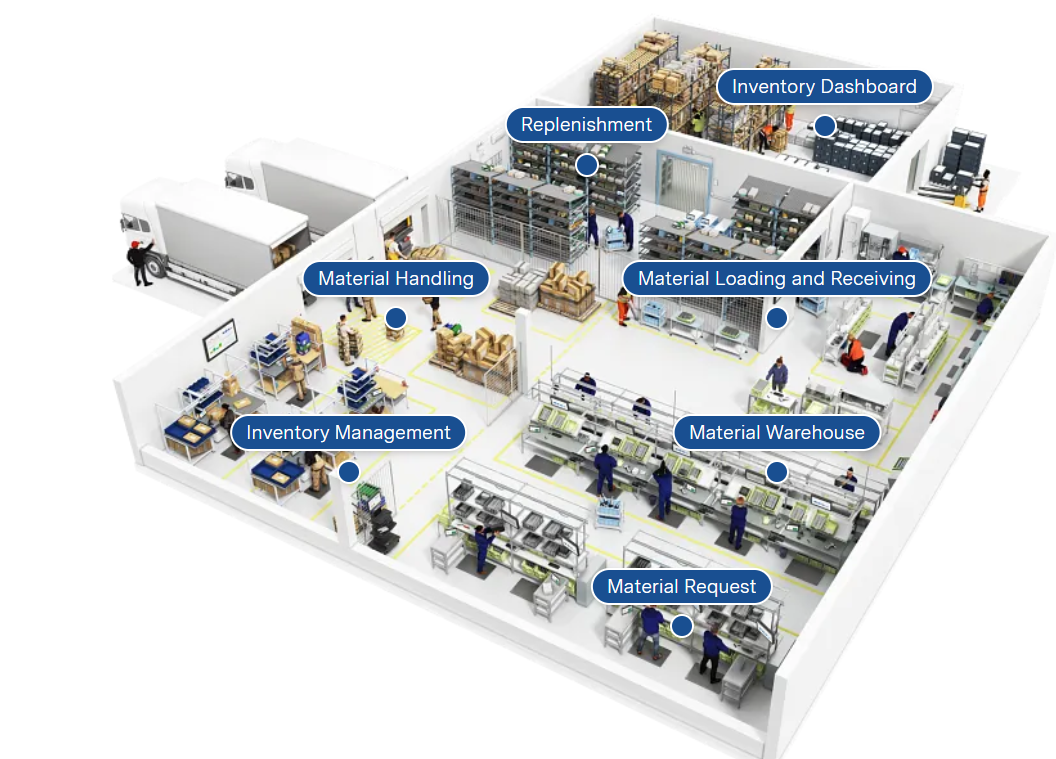 Inventory Dashboard
Replenishment
Material Handling
Material Loading and Receiving
Inventory Management
Material Warehouse
Material Request